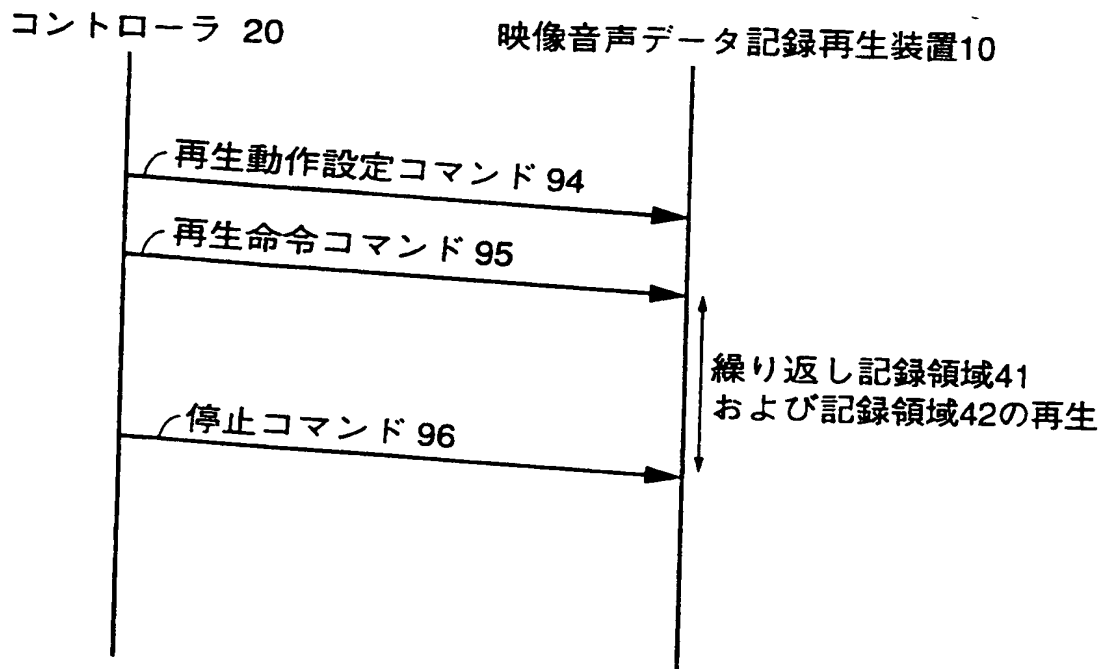 コントローラ 20
映像音声データ記録再生装置10
再生動作設定コマンド 94
再生命令コマンド 95
繰り返し記録領域41
および記録領域42の再生
停止コマンド 96